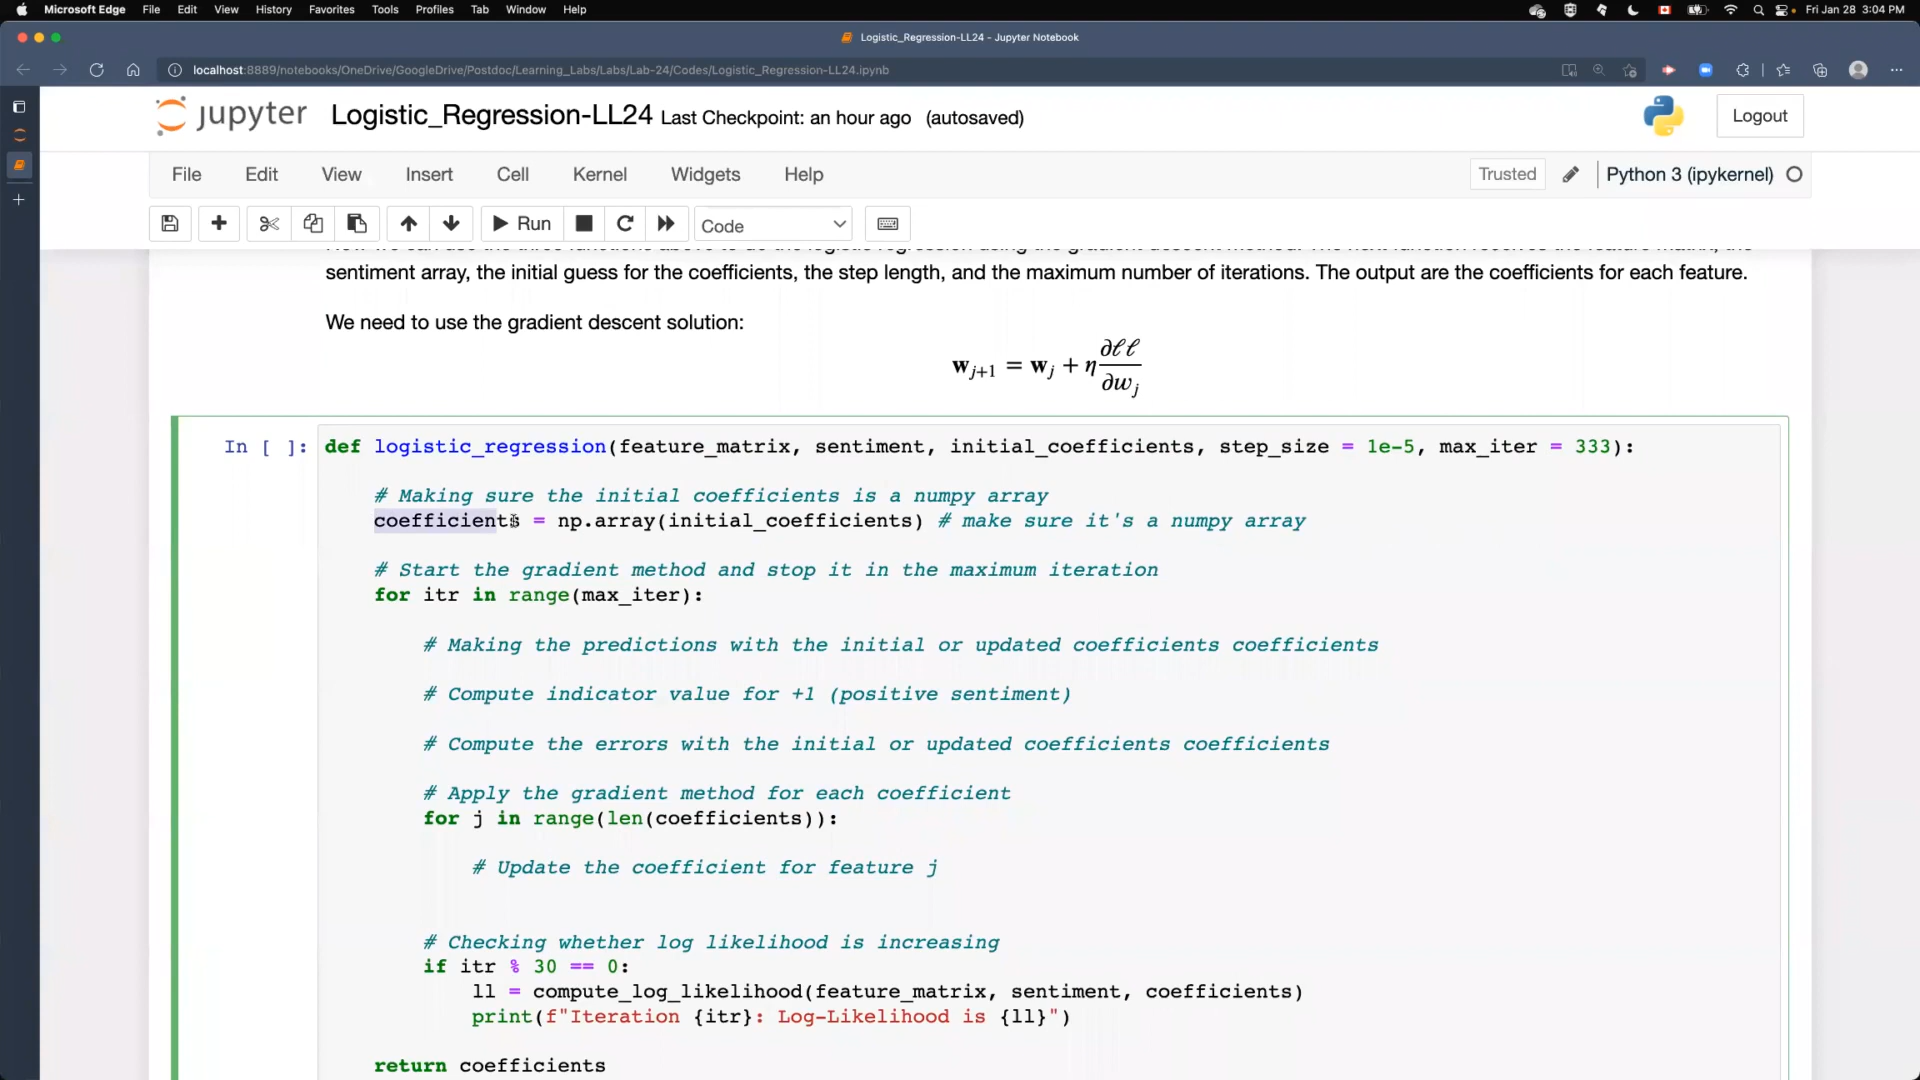 Microsoft Edge File Edit View History Favorites Tools Profiles Tab Window Help Fri Jan 28 3:04 PM
Logistic_Regression-LL24 - Jupyter Notebook
localhost:8889/notebooks/OneDrive/GoogleDrive/Postdoc/Learning_Labs/Labs/Lab-24/Codes/Logistic_Regression-LL24.ipynb
jupyter Logistic_Regression-LL24 Last Checkpoint: an hour ago (autosaved) Logout
File Edit View Insert Cell Kernel Widgets Help Trusted Python 3 (ipykernel)
Run Code
sentiment array, the initial guess for the coefficients, the step length, and the maximum number of iterations. The output are the coefficients for each feature.
We need to use the gradient descent solution:
𝐰_{j+1} = 𝐰_j + η ∂ℓℓ/∂w_j
In [ ]: def logistic_regression(feature_matrix, sentiment, initial_coefficients, step_size = 1e-5, max_iter = 333):
# Making sure the initial coefficients is a numpy array
coefficients = np.array(initial_coefficients) # make sure it's a numpy array
# Start the gradient method and stop it in the maximum iteration
for itr in range(max_iter):
# Making the predictions with the initial or updated coefficients coefficients
# Compute indicator value for +1 (positive sentiment)
# Compute the errors with the initial or updated coefficients coefficients
# Apply the gradient method for each coefficient
for j in range(len(coefficients)):
# Update the coefficient for feature j
# Checking whether log likelihood is increasing
if itr % 30 == 0:
ll = compute_log_likelihood(feature_matrix, sentiment, coefficients)
print(f"Iteration {itr}: Log-Likelihood is {ll}")
return coefficients